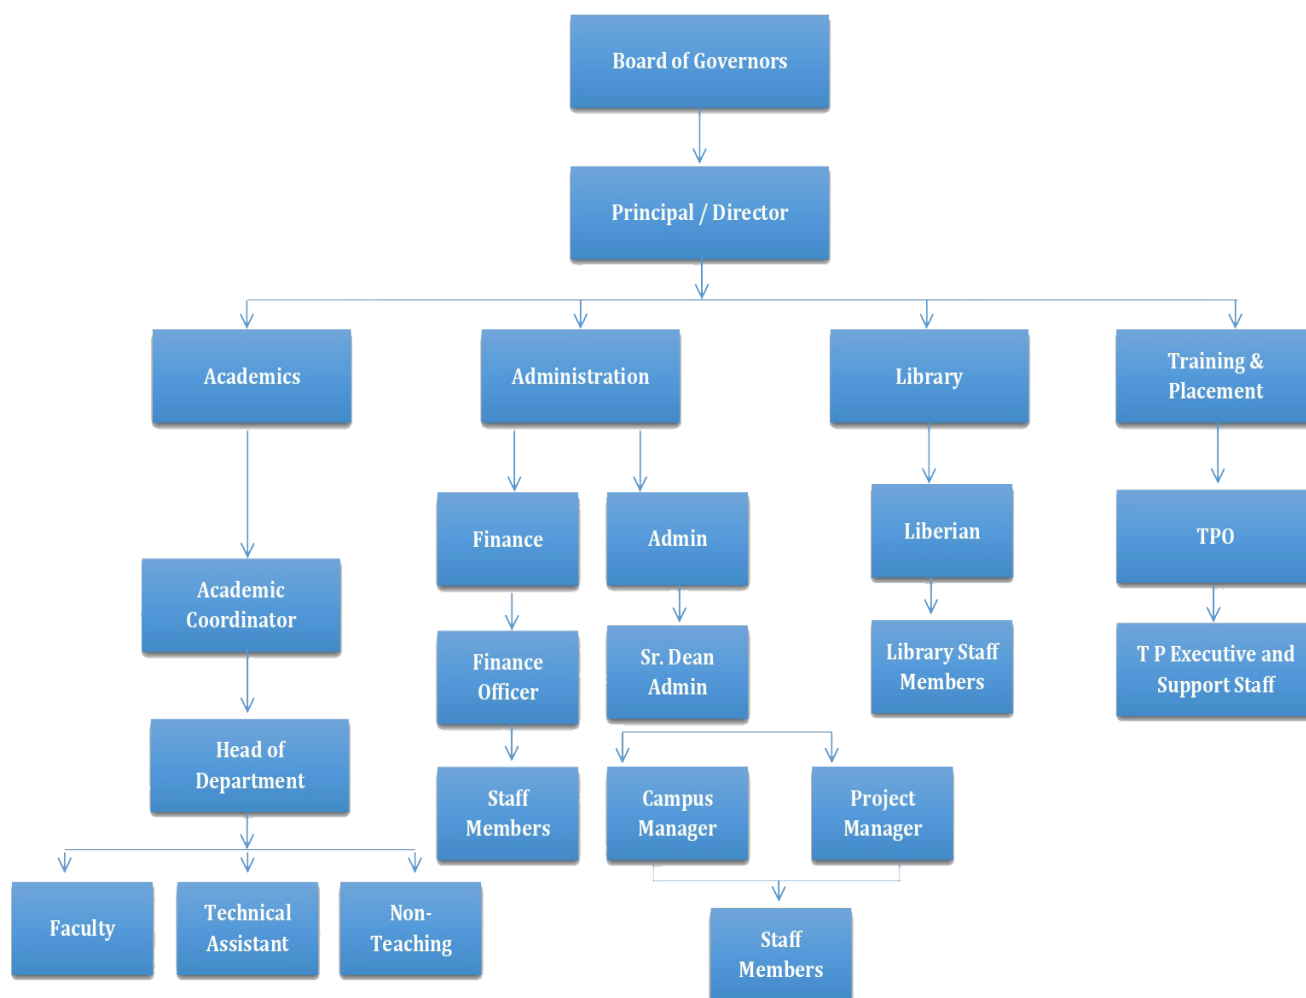 Board of Governors
Principal / Director
Academics
Administration
Library
Training &
Placement
Finance
Admin
Liberian
TPO
Academic
Coordinator
Finance
Officer
Sr. Dean
Admin
Library Staff
Members
T P Executive and
Support Staff
Head of
Department
Staff
Members
Campus
Manager
Project
Manager
Faculty
Technical
Assistant
Non-
Teaching
Staff
Members